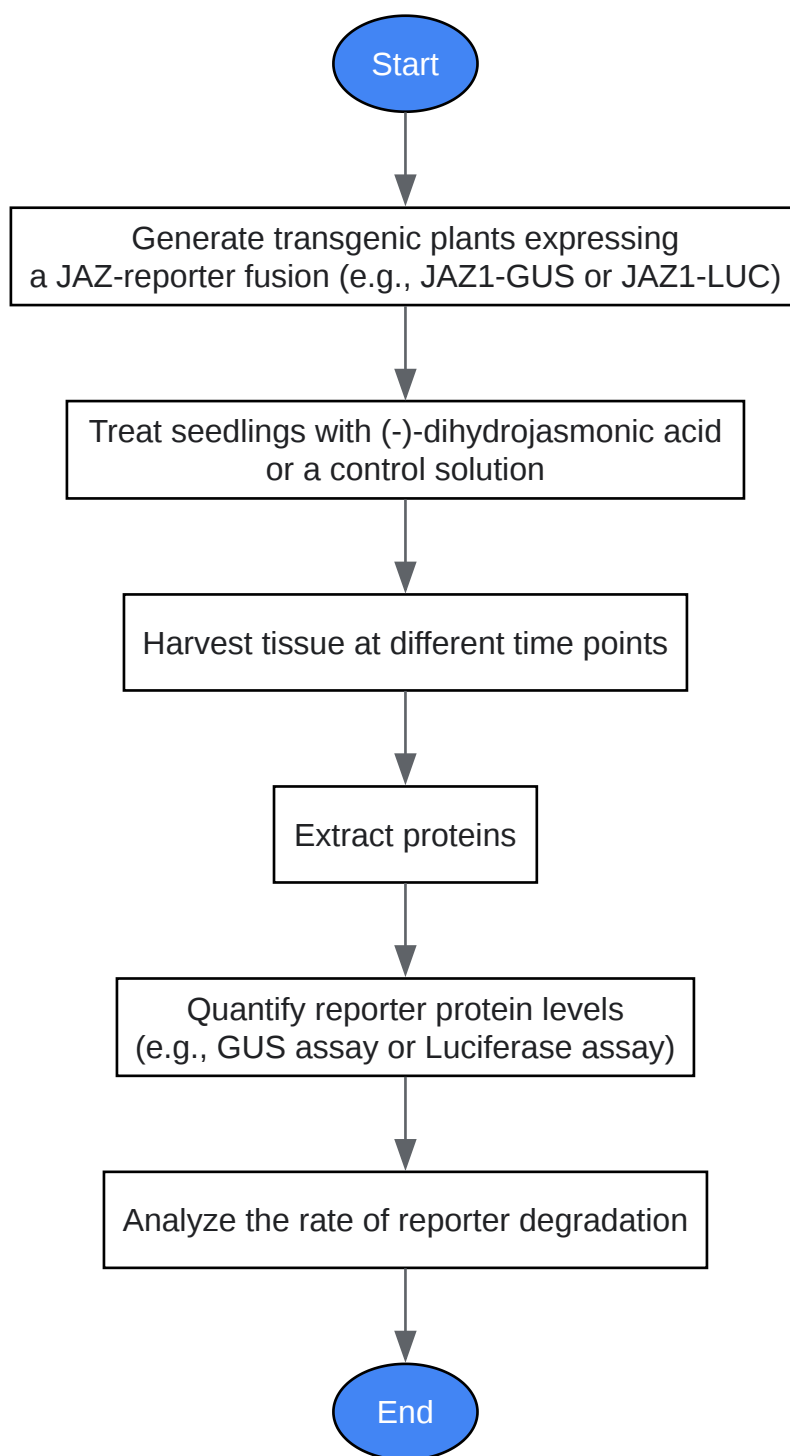 Start
Generate transgenic plants expressing
a JAZ-reporter fusion (e.g., JAZ1-GUS or JAZ1-LUC)
Treat seedlings with (-)-dihydrojasmonic acid
or a control solution
Harvest tissue at different time points
Extract proteins
Quantify reporter protein levels
(e.g., GUS assay or Luciferase assay)
Analyze the rate of reporter degradation
End